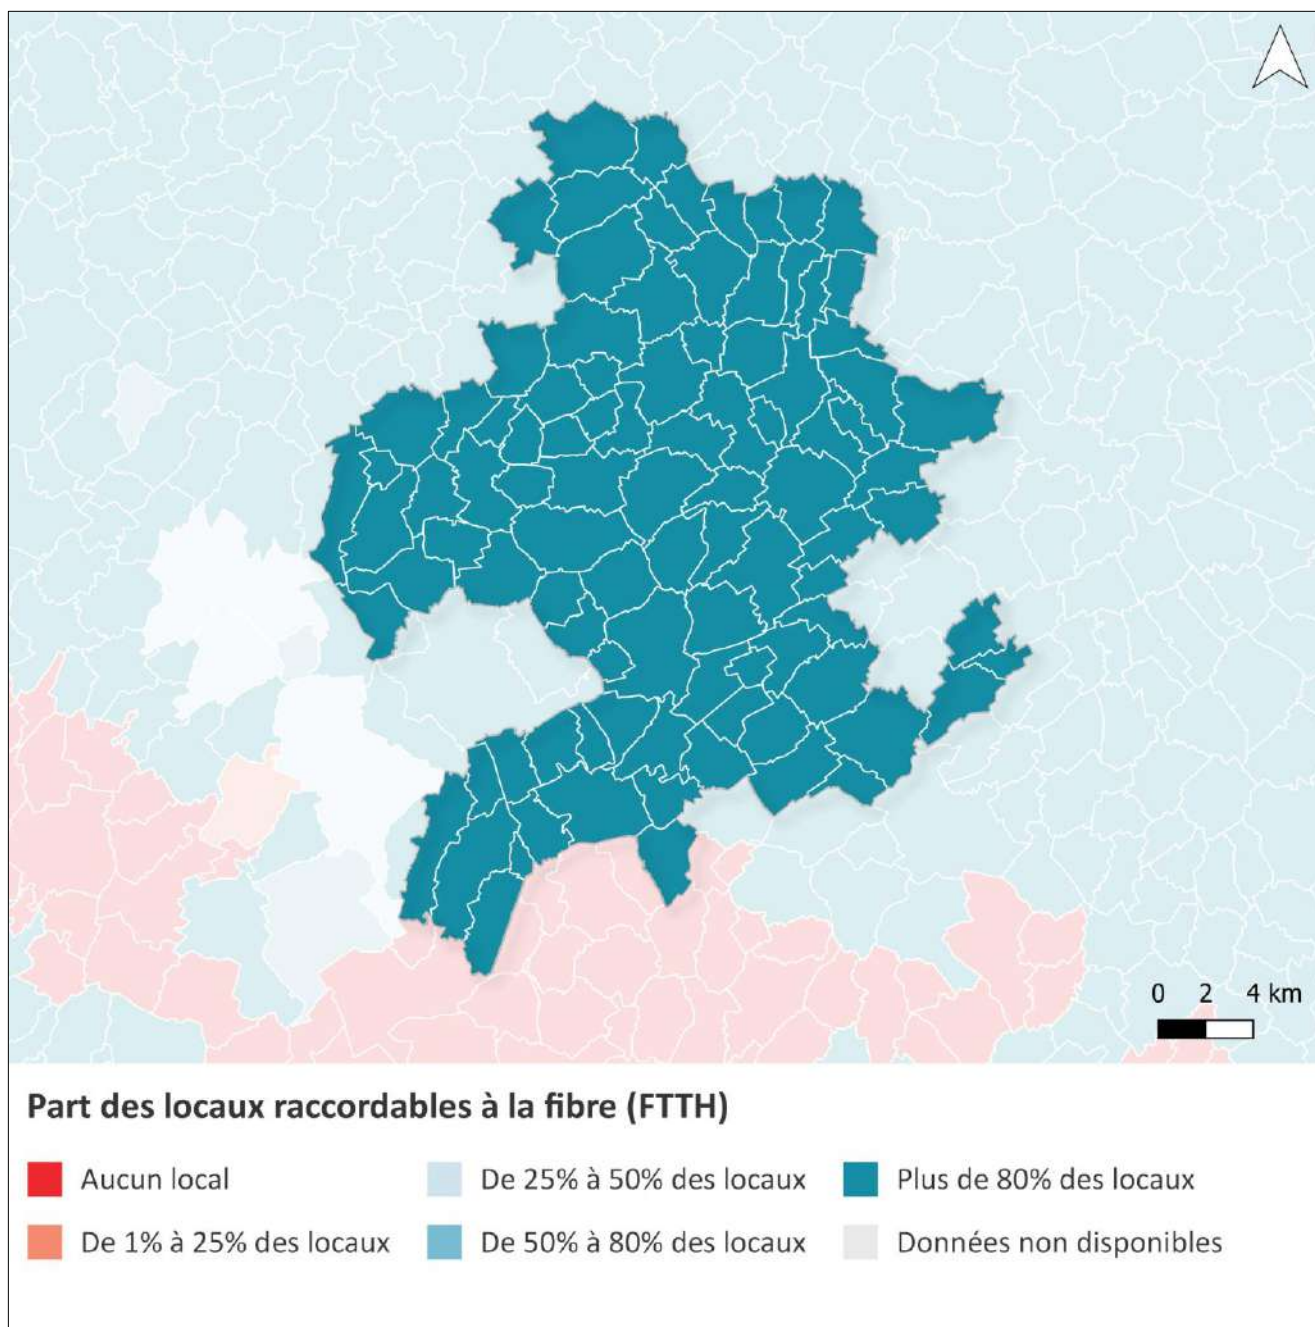 0 2 4 km
Part des locaux raccordables à la fibre (FTTH)
Aucun local
De 25% à 50% des locaux
Plus de 80% des locaux
De 1% à 25% des locaux
De 50% à 80% des locaux
Données non disponibles